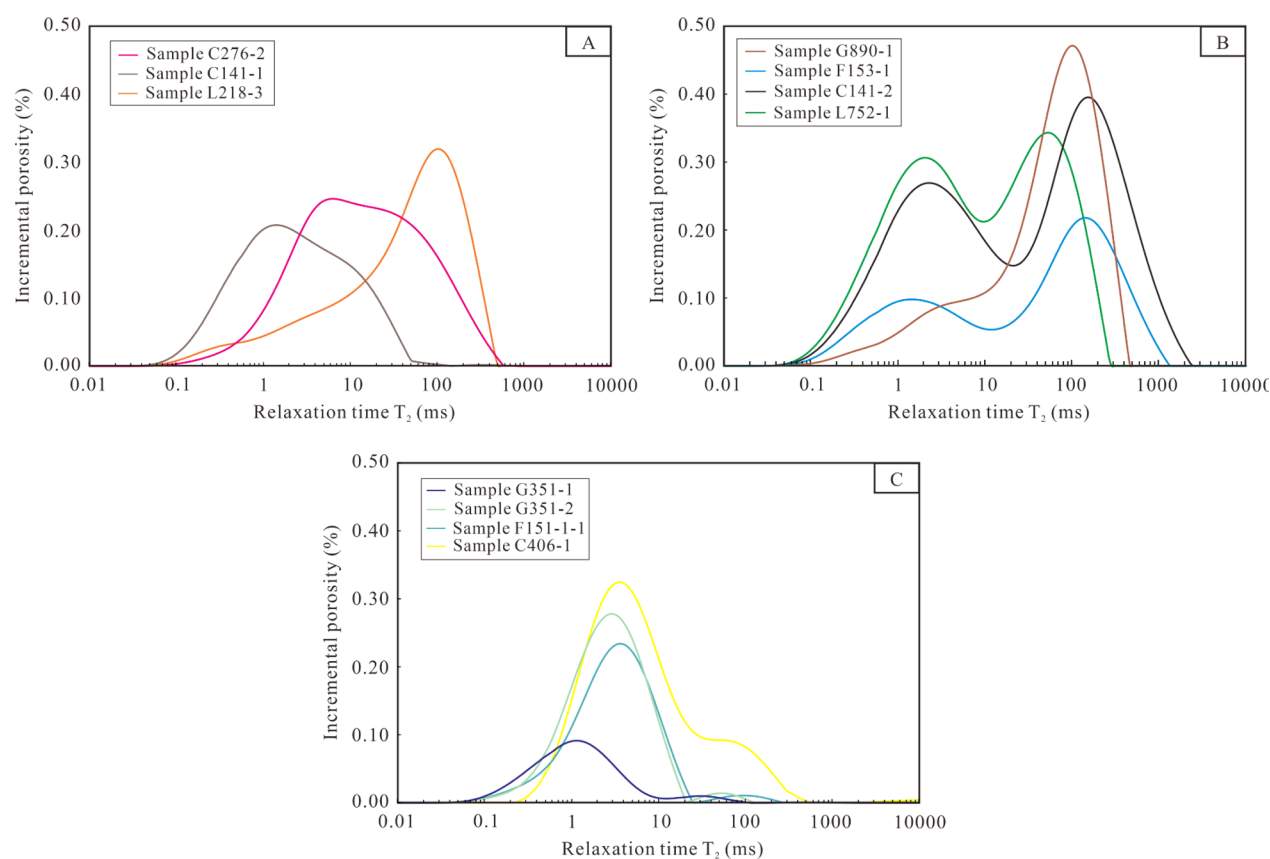 A
Sample C276-2
Sample C141-1
Sample L218-3
Incremental porosity (%)
0.50
0.40
0.30
0.20
0.10
0.00
0.01 0.1 1 10 100 1000 10000
Relaxation time T2 (ms)
B
Sample G890-1
Sample F153-1
Sample C141-2
Sample L752-1
Incremental porosity (%)
0.50
0.40
0.30
0.20
0.10
0.00
0.01 0.1 1 10 100 1000 10000
Relaxation time T2 (ms)
C
Sample G351-1
Sample G351-2
Sample F151-1-1
Sample C406-1
Incremental porosity (%)
0.50
0.40
0.30
0.20
0.10
0.00
0.01 0.1 1 10 100 1000 10000
Relaxation time T2 (ms)